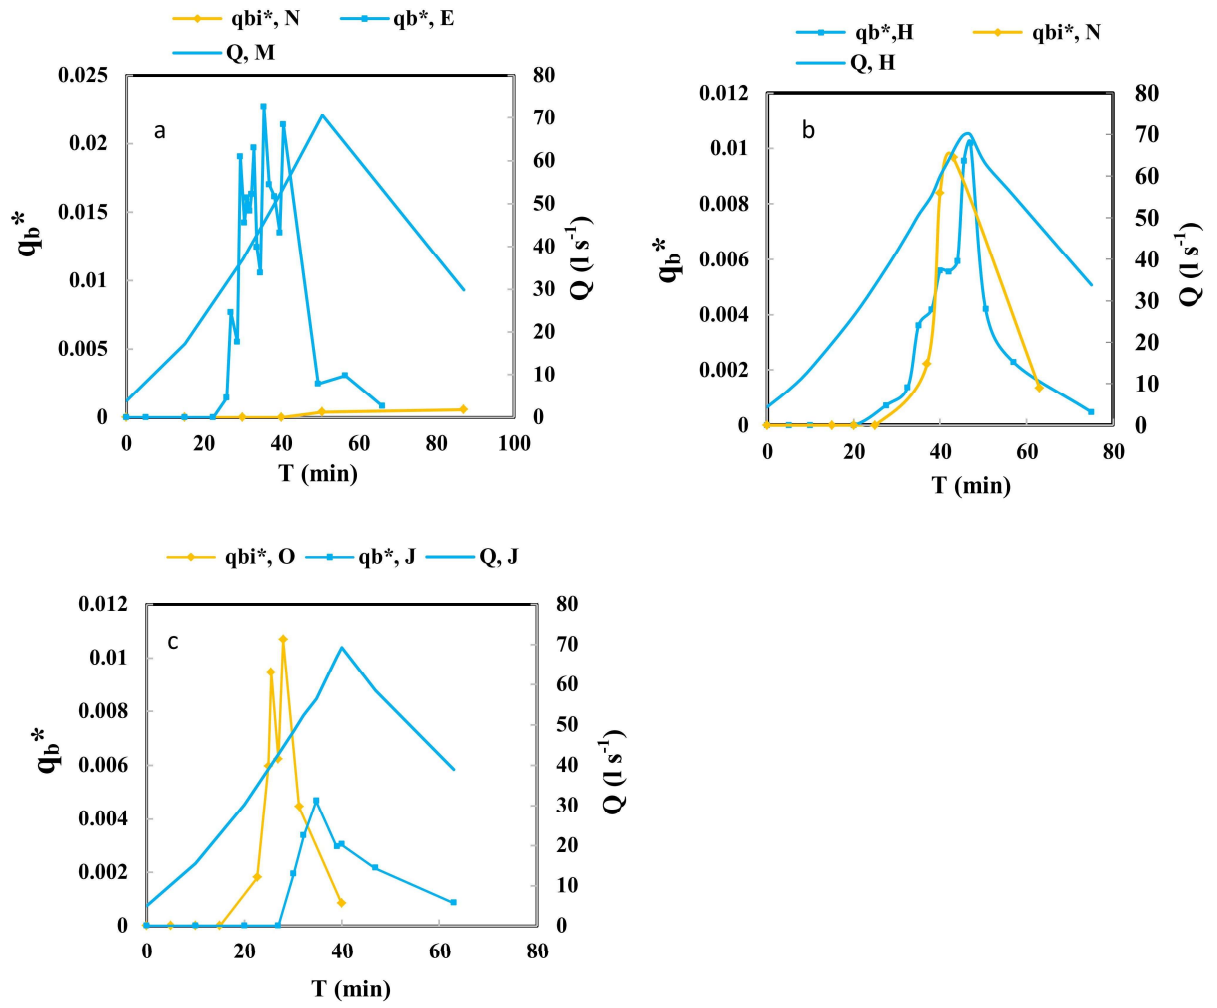 qbi*, N qb*, E
Q, M
0.025 80
a
70
0.02
60
0.015 50
40
qb* Q (l s-1)
0.01 30
20
0.005
10
0 0
0 20 40 60 80 100
T (min)
qb*,H qbi*, N
Q, H
0.012 80
b
70
0.01
60
0.008
50
0.006 40
qb* Q (l s-1)
30
0.004
20
0.002
10
0 0
0 20 40 60 80
T (min)
qbi*, O qb*, J Q, J
0.012 80
c
70
0.01
60
0.008
50
0.006 40
qb* Q (l s-1)
30
0.004
20
0.002
10
0 0
0 20 40 60 80
T (min)